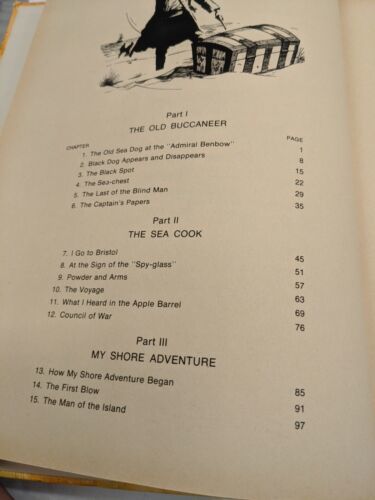 Part I
THE OLD BUCCANEER
CHAPTER PAGE
1. The Old Sea Dog at the "Admiral Benbow" 1
2. Black Dog Appears and Disappears 8
3. The Black Spot 15
4. The Sea-chest 22
5. The Last of the Blind Man 29
6. The Captain's Papers 35
Part II
THE SEA COOK
7. I Go to Bristol 45
8. At the Sign of the "Spy-glass" 51
9. Powder and Arms 57
10. The Voyage 63
11. What I Heard in the Apple Barrel 69
12. Council of War 76
Part III
MY SHORE ADVENTURE
13. How My Shore Adventure Began 85
14. The First Blow 91
15. The Man of the Island 97